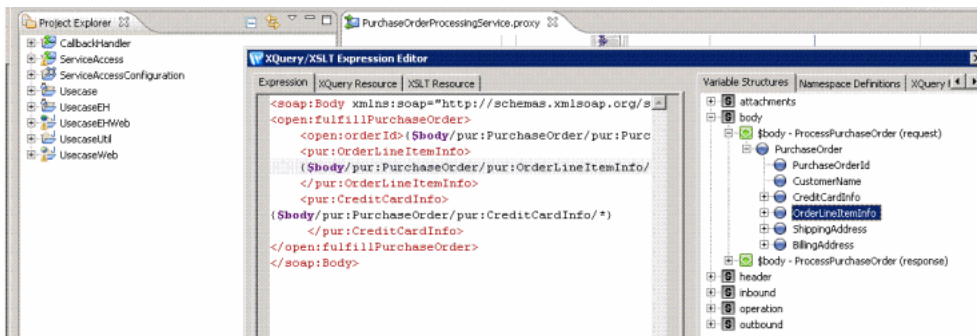 Project Explorer
PurchaseOrderProcessingService.proxy
CallbackHandler
ServiceAccess
ServiceAccessConfiguration
Usecase
UsecaseEH
UsecaseEHWeb
UsecaseUtil
UsecaseWeb
XQuery/XSLT Expression Editor
Expression XQuery Resource XSLT Resource
<soap:Body xmlns:soap="http://schemas.xmlsoap.org/s
<open:fulfillPurchaseOrder>
<open:orderId>{$body/pur:PurchaseOrder/pur:Purc
<pur:OrderLineItemInfo>
{$body/pur:PurchaseOrder/pur:OrderLineItemInfo/
</pur:OrderLineItemInfo>
<pur:CreditCardInfo>
{$body/pur:PurchaseOrder/pur:CreditCardInfo/*}
</pur:CreditCardInfo>
</open:fulfillPurchaseOrder>
</soap:Body>
Variable Structures Namespace Definitions XQuery
attachments
body
$body - ProcessPurchaseOrder (request)
PurchaseOrder
PurchaseOrderId
CustomerName
CreditCardInfo
OrderLineItemInfo
ShippingAddress
BillingAddress
$body - ProcessPurchaseOrder (response)
header
inbound
operation
outbound